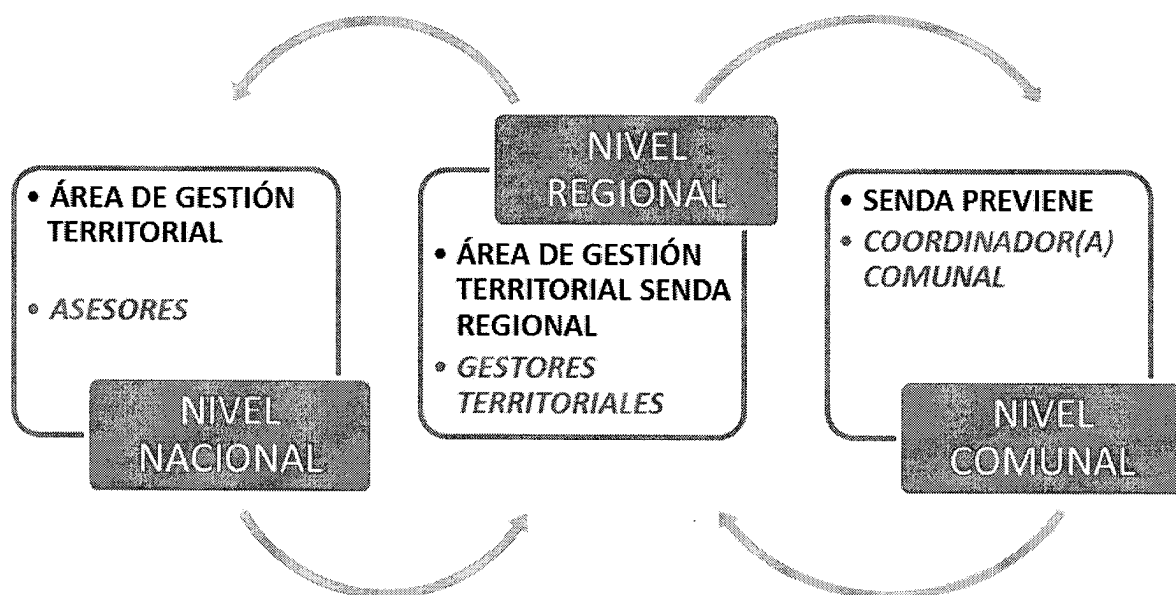 • ÁREA DE GESTIÓN
TERRITORIAL
• ASESORES
NIVEL
NACIONAL
NIVEL
REGIONAL
• ÁREA DE GESTIÓN
TERRITORIAL SENDA
REGIONAL
• GESTORES
TERRITORIALES
• SENDA PREVIENE
• COORDINADOR(A)
COMUNAL
NIVEL
COMUNAL